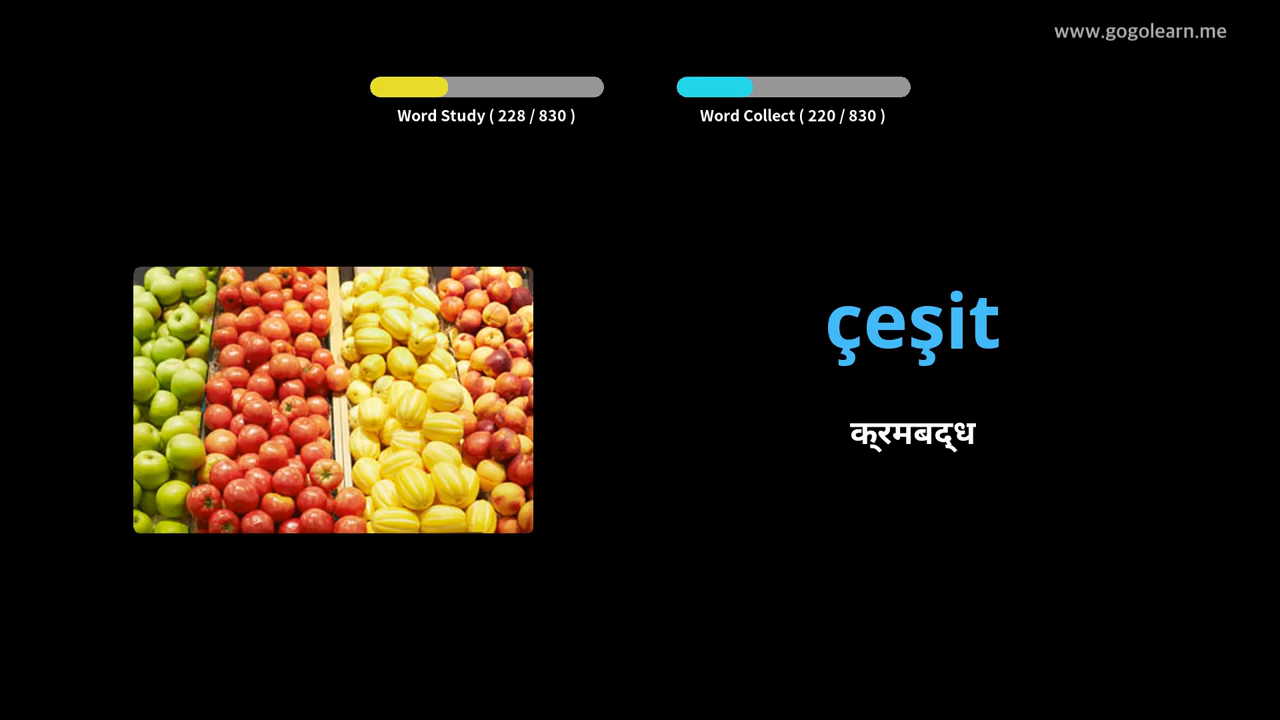 www.gogolearn.me
Word Study ( 228 / 830 )
Word Collect ( 220 / 830 )
çeşit
क्रमबद्ध